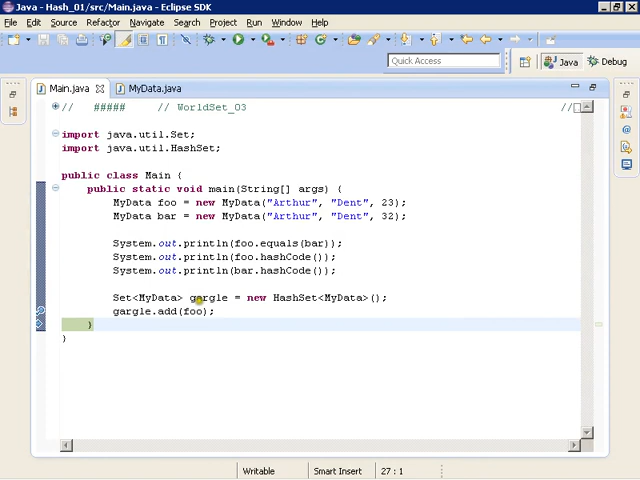 Java - Hash_01/src/Main.java - Eclipse SDK
File Edit Source Refactor Navigate Search Project Run Window Help
Quick Access
Java
Debug
Main.java
MyData.java
// ##### // WorldSet_03 //
import java.util.Set;
import java.util.HashSet;
public class Main {
public static void main(String[] args) {
MyData foo = new MyData("Arthur", "Dent", 23);
MyData bar = new MyData("Arthur", "Dent", 32);
System.out.println(foo.equals(bar));
System.out.println(foo.hashCode());
System.out.println(bar.hashCode());
Set<MyData> gargle = new HashSet<MyData>();
gargle.add(foo);
}
}
Writable Smart Insert 27 : 1